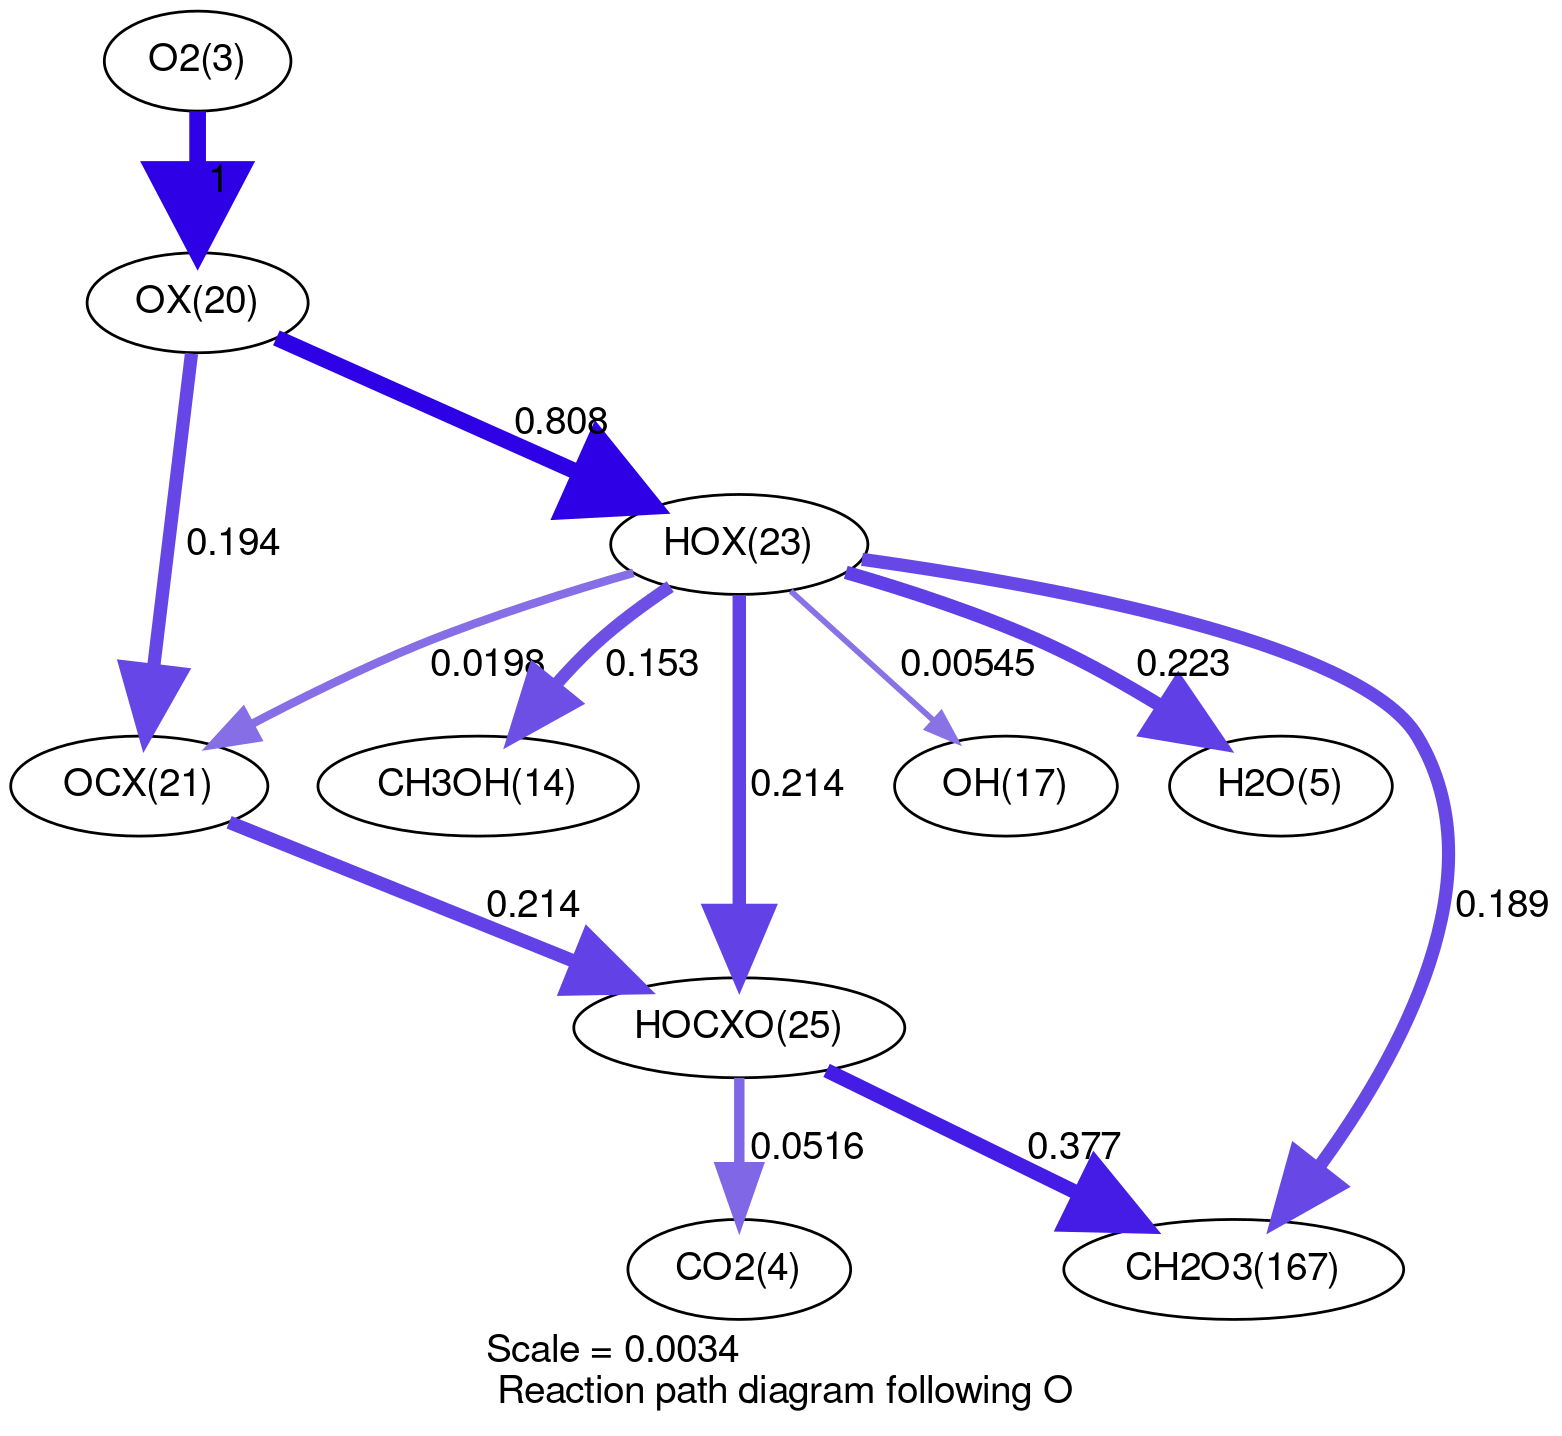 O2(3)
1
OX(20)
0.808
0.194
HOX(23)
0.0198
0.153
0.00545
0.223
OCX(21)
CH3OH(14)
0.214
OH(17)
H2O(5)
0.214
0.189
HOCXO(25)
0.0516
0.377
CO2(4)
CH2O3(167)
Scale = 0.0034
Reaction path diagram following O